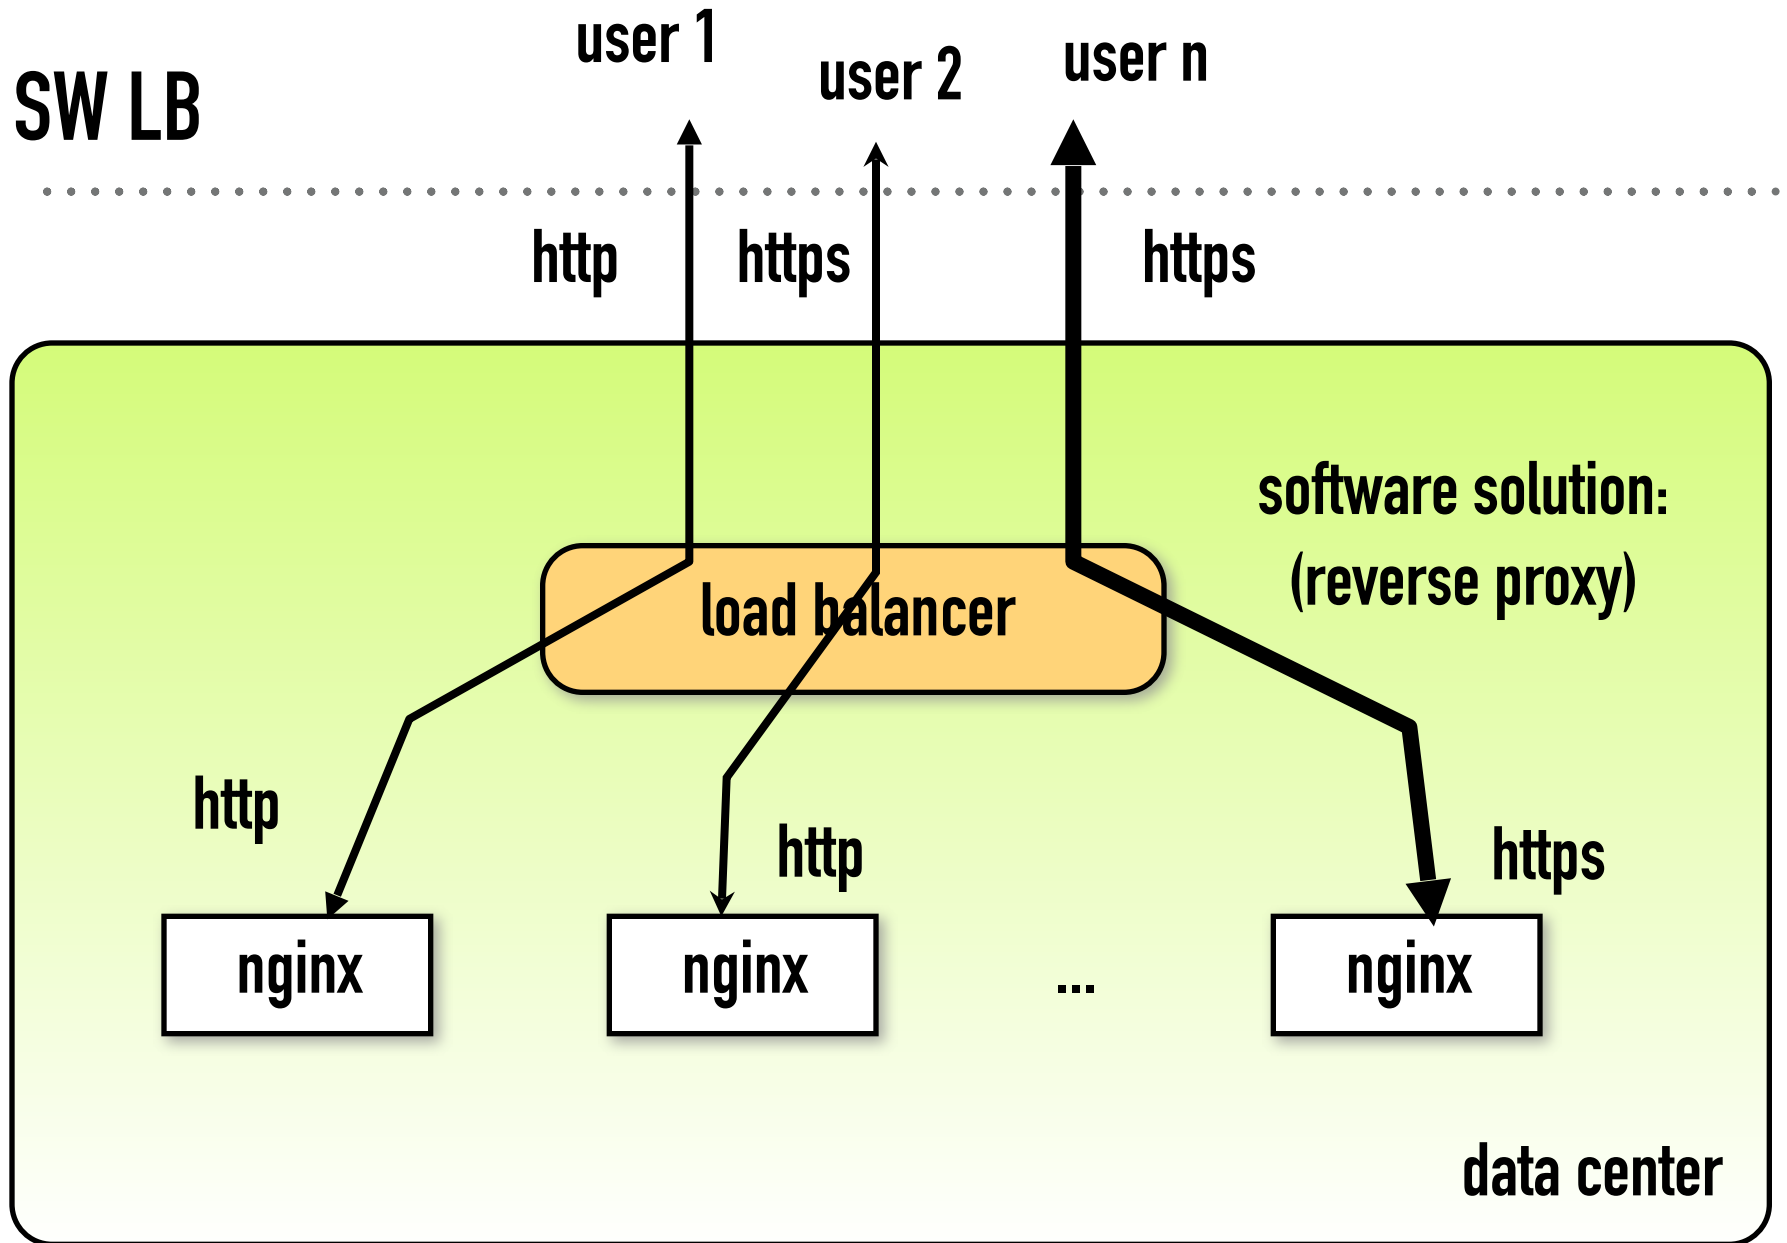 user 1
user 2
user n
SW LB
http
https
https
software solution:
(reverse proxy)
load balancer
http
http
https
nginx
nginx
...
nginx
data center